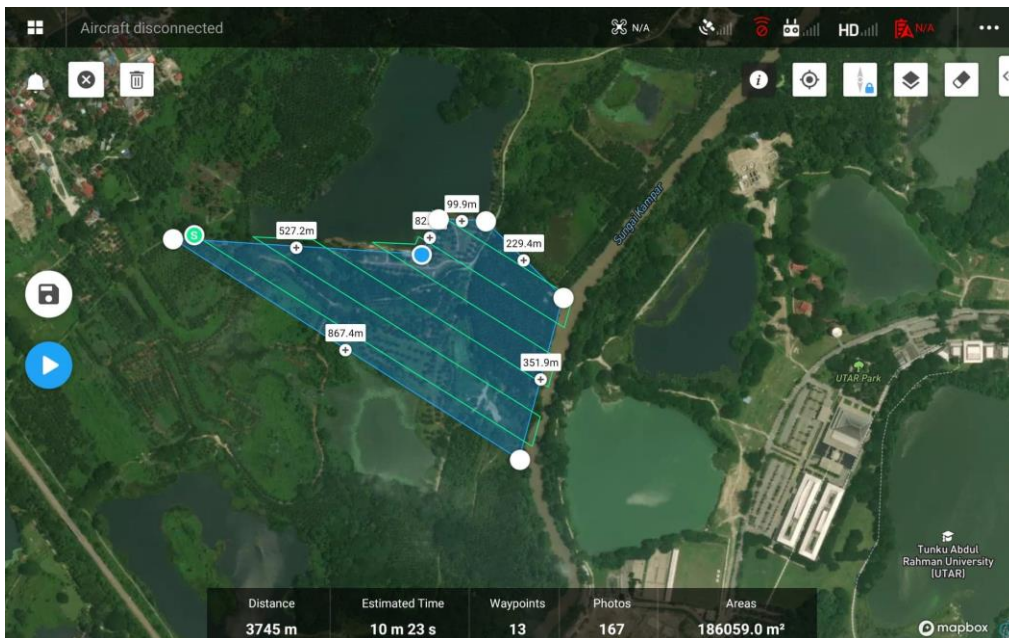 Aircraft disconnected
N/A
HD
N/A
99.9m
527.2m
82.
229.4m
Sungai Kampar
867.4m
351.9m
S
UTAR Park
Tunku Abdul
Rahman University
(UTAR)
Distance Estimated Time Waypoints Photos Areas
3745 m 10 m 23 s 13 167 186059.0 m²
mapbox